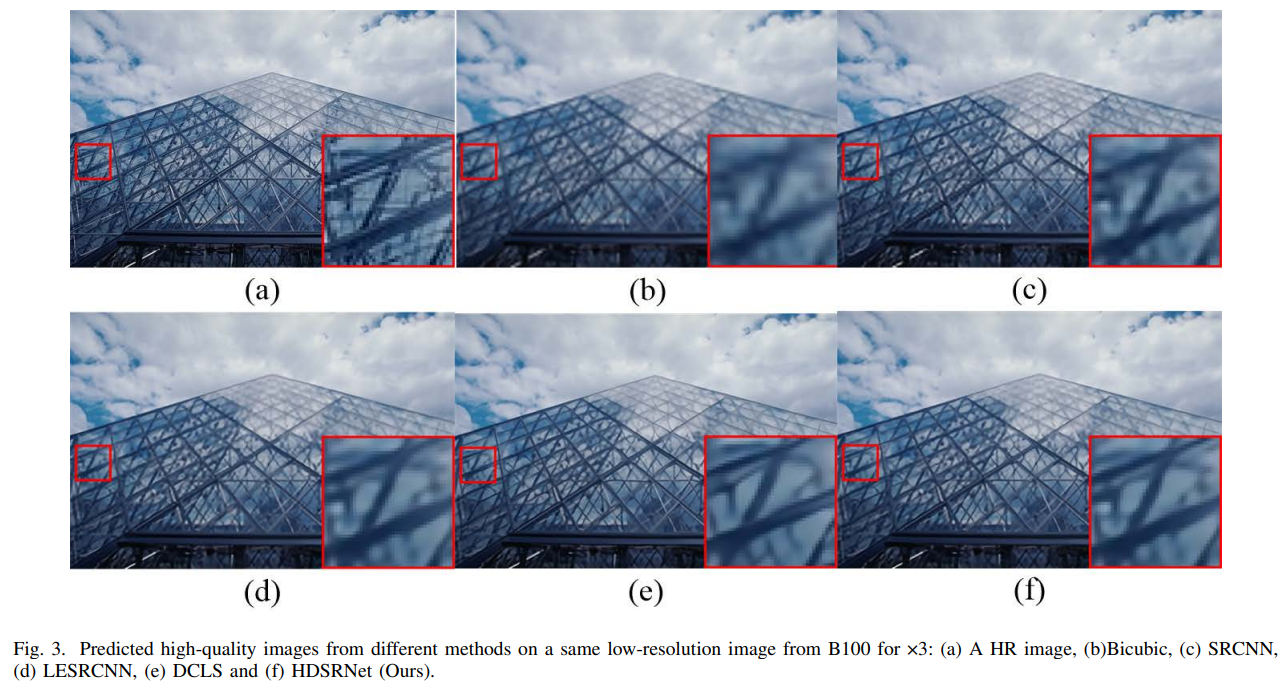 (a)
(b)
(c)
(d)
(e)
(f)
Fig. 3. Predicted high-quality images from different methods on a same low-resolution image from B100 for ×3: (a) A HR image, (b)Bicubic, (c) SRCNN,
(d) LESRCNN, (e) DCLS and (f) HDSRNet (Ours).